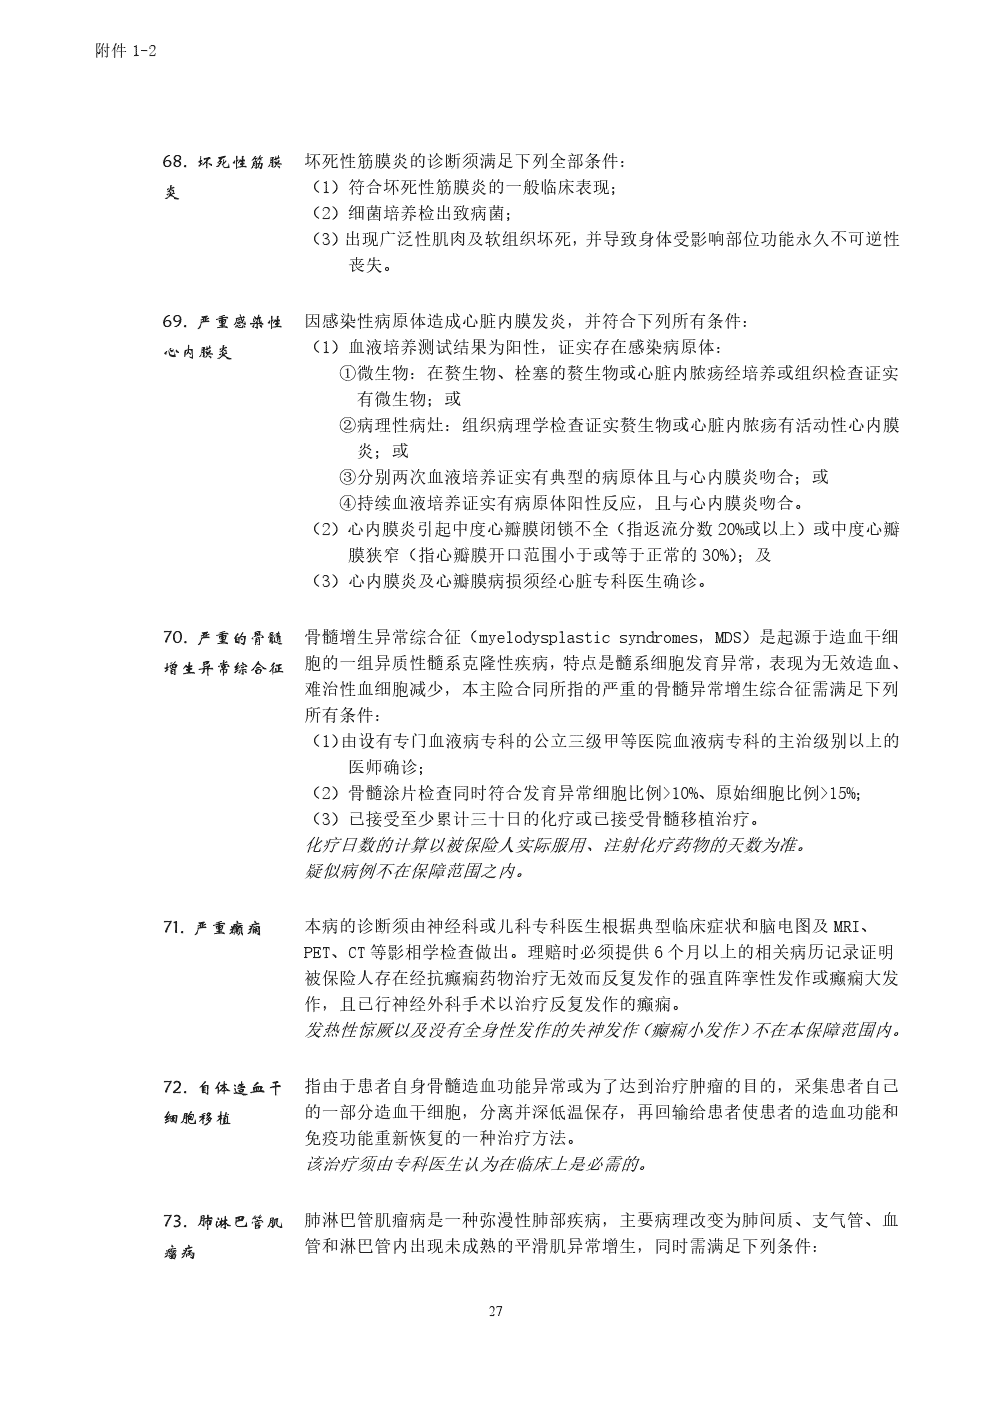 附件 1-2
68. 坏死性筋膜
炎
坏死性筋膜炎的诊断须满足下列全部条件：
（1）符合坏死性筋膜炎的一般临床表现；
（2）细菌培养检出致病菌；
（3）出现广泛性肌肉及软组织坏死，并导致身体受影响部位功能永久不可逆性
丧失。
69. 严重感染性
心内膜炎
因感染性病原体造成心脏内膜发炎，并符合下列所有条件：
（1）血液培养测试结果为阳性，证实存在感染病原体：
①微生物：在赘生物、栓塞的赘生物或心脏内脓疡经培养或组织检查证实
有微生物；或
②病理性病灶：组织病理学检查证实赘生物或心脏内脓疡有活动性心内膜
炎；或
③分别两次血液培养证实有典型的病原体且与心内膜炎吻合；或
④持续血液培养证实有病原体阳性反应，且与心内膜炎吻合。
（2）心内膜炎引起中度心瓣膜闭锁不全（指返流分数 20%或以上）或中度心瓣
膜狭窄（指心瓣膜开口范围小于或等于正常的 30%）；及
（3）心内膜炎及心瓣膜病损须经心脏专科医生确诊。
70. 严重的骨髓
增生异常综合征
骨髓增生异常综合征（myelodysplastic syndromes，MDS）是起源于造血干细
胞的一组异质性髓系克隆性疾病，特点是髓系细胞发育异常，表现为无效造血、
难治性血细胞减少，本主险合同所指的严重的骨髓异常增生综合征需满足下列
所有条件：
（1）由设有专门血液病专科的公立三级甲等医院血液病专科的主治级别以上的
医师确诊；
（2）骨髓涂片检查同时符合发育异常细胞比例>10%、原始细胞比例>15%；
（3）已接受至少累计三十日的化疗或已接受骨髓移植治疗。
化疗日数的计算以被保险人实际服用、注射化疗药物的天数为准。
疑似病例不在保障范围之内。
71. 严重癫痫
本病的诊断须由神经科或儿科专科医生根据典型临床症状和脑电图及 MRI、
PET、CT 等影相学检查做出。理赔时必须提供 6 个月以上的相关病历记录证明
被保险人存在经抗癫痫药物治疗无效而反复发作的强直阵挛性发作或癫痫大发
作，且已行神经外科手术以治疗反复发作的癫痫。
发热性惊厥以及没有全身性发作的失神发作（癫痫小发作）不在本保障范围内。
72. 自体造血干
细胞移植
指由于患者自身骨髓造血功能异常或为了达到治疗肿瘤的目的，采集患者自己
的一部分造血干细胞，分离并深低温保存，再回输给患者使患者的造血功能和
免疫功能重新恢复的一种治疗方法。
该治疗须由专科医生认为在临床上是必需的。
73. 肺淋巴管肌
瘤病
肺淋巴管肌瘤病是一种弥漫性肺部疾病，主要病理改变为肺间质、支气管、血
管和淋巴管内出现未成熟的平滑肌异常增生，同时需满足下列条件：
27